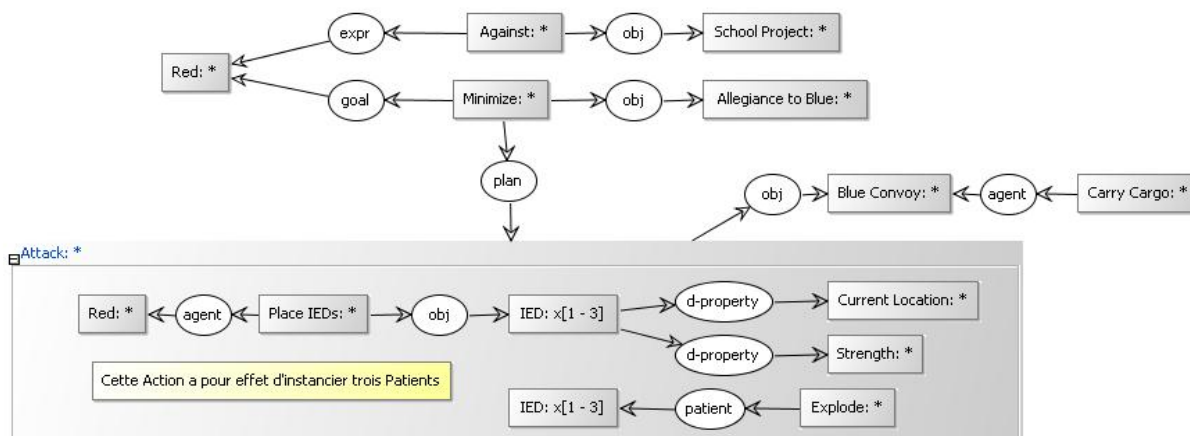 expr Against: * obj School Project: *
Red: *
goal Minimize: * obj Allegiance to Blue: *
plan
obj Blue Convoy: * agent Carry Cargo: *
Attack: *
Red: * agent Place IEDs: * obj IED: x[1 - 3] d-property Current Location: *
d-property Strength: *
Cette Action a pour effet d'instancier trois Patients
IED: x[1 - 3] patient Explode: *